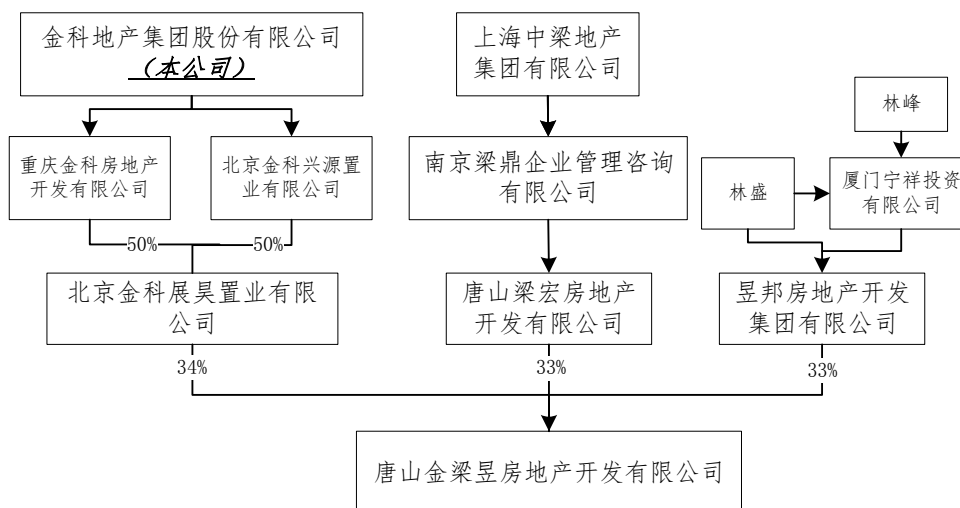 金科地产集团股份有限公司
（本公司）
上海中梁地产
集团有限公司
林峰
重庆金科房地产
开发有限公司
北京金科兴源置
业有限公司
南京梁鼎企业管理咨询
有限公司
林盛
厦门宁祥投资
有限公司
50%
50%
北京金科展昊置业有限
公司
唐山梁宏房地产
开发有限公司
昱邦房地产开发
集团有限公司
34%
33%
33%
唐山金梁昱房地产开发有限公司